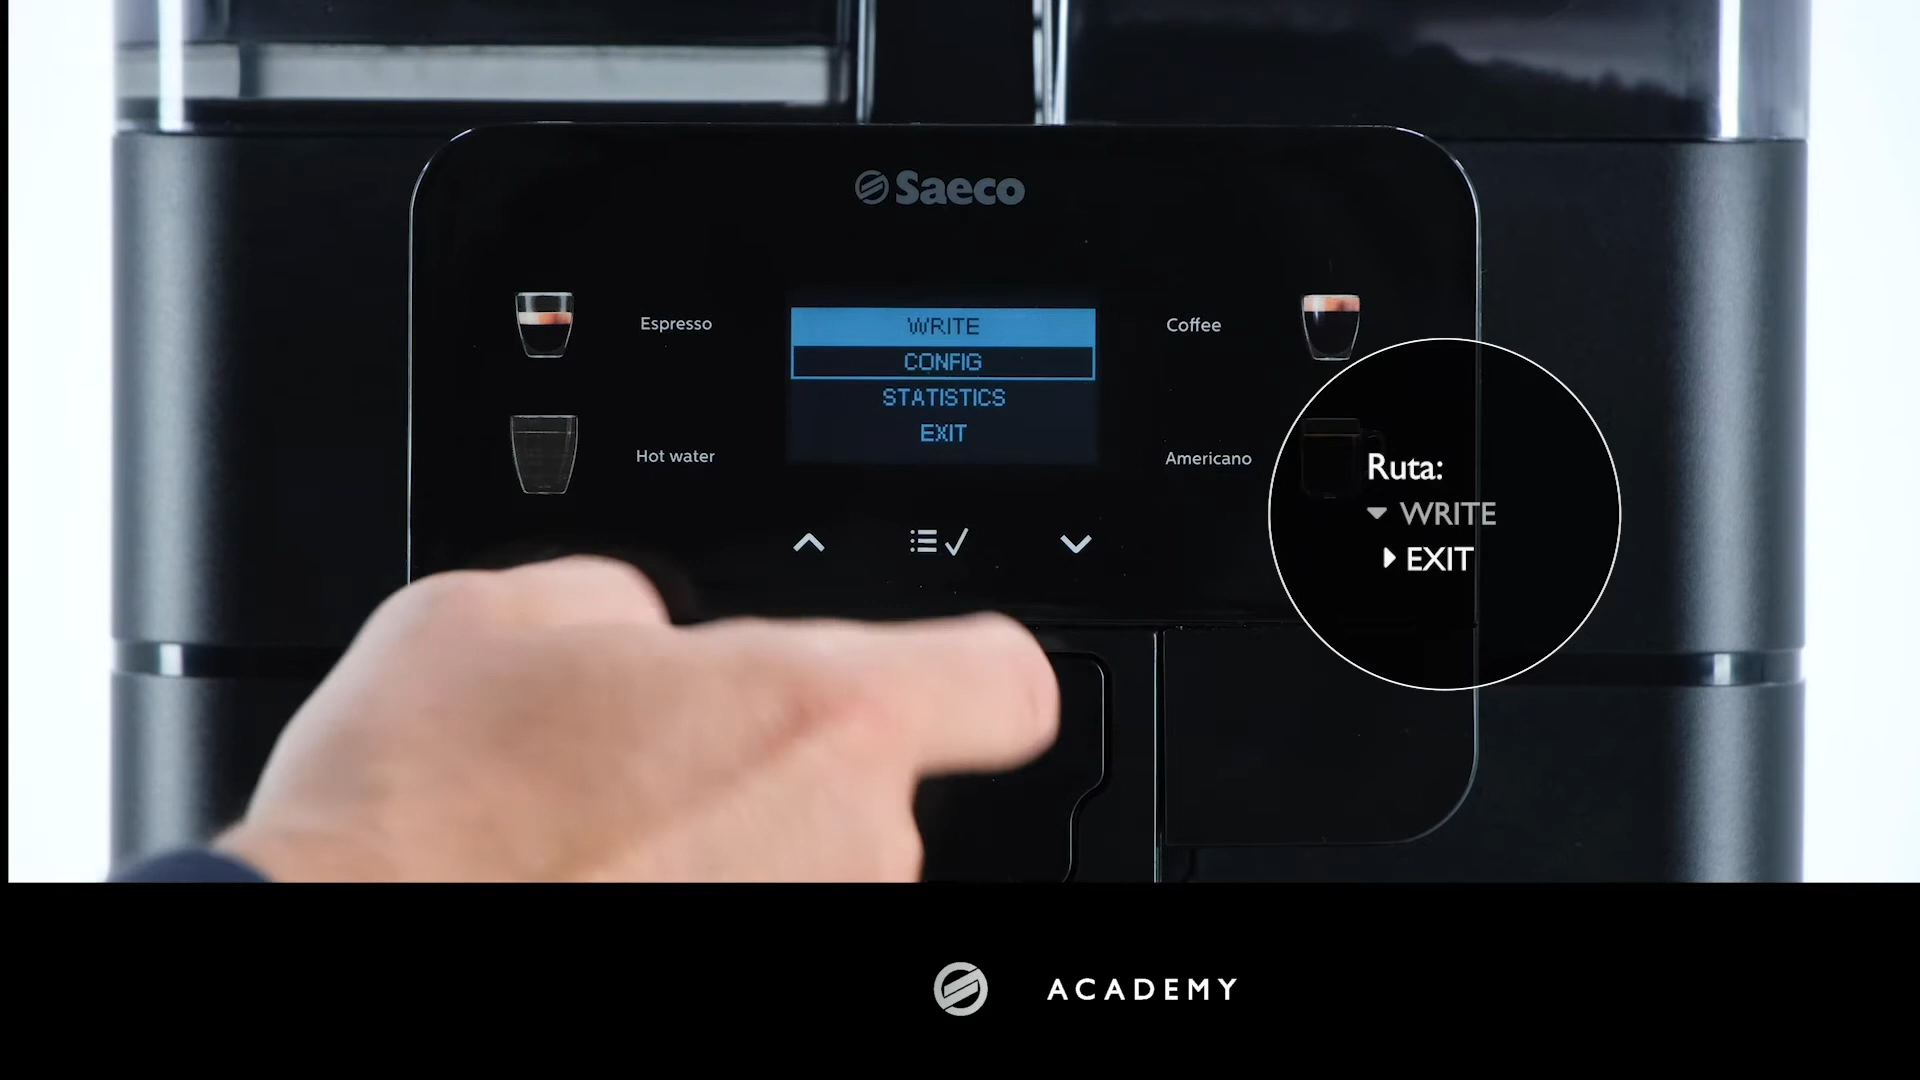 Saeco
Espresso
Hot water
WRITE
CONFIG
STATISTICS
EXIT
Coffee
Americano
Ruta:
WRITE
EXIT
ACADEMY